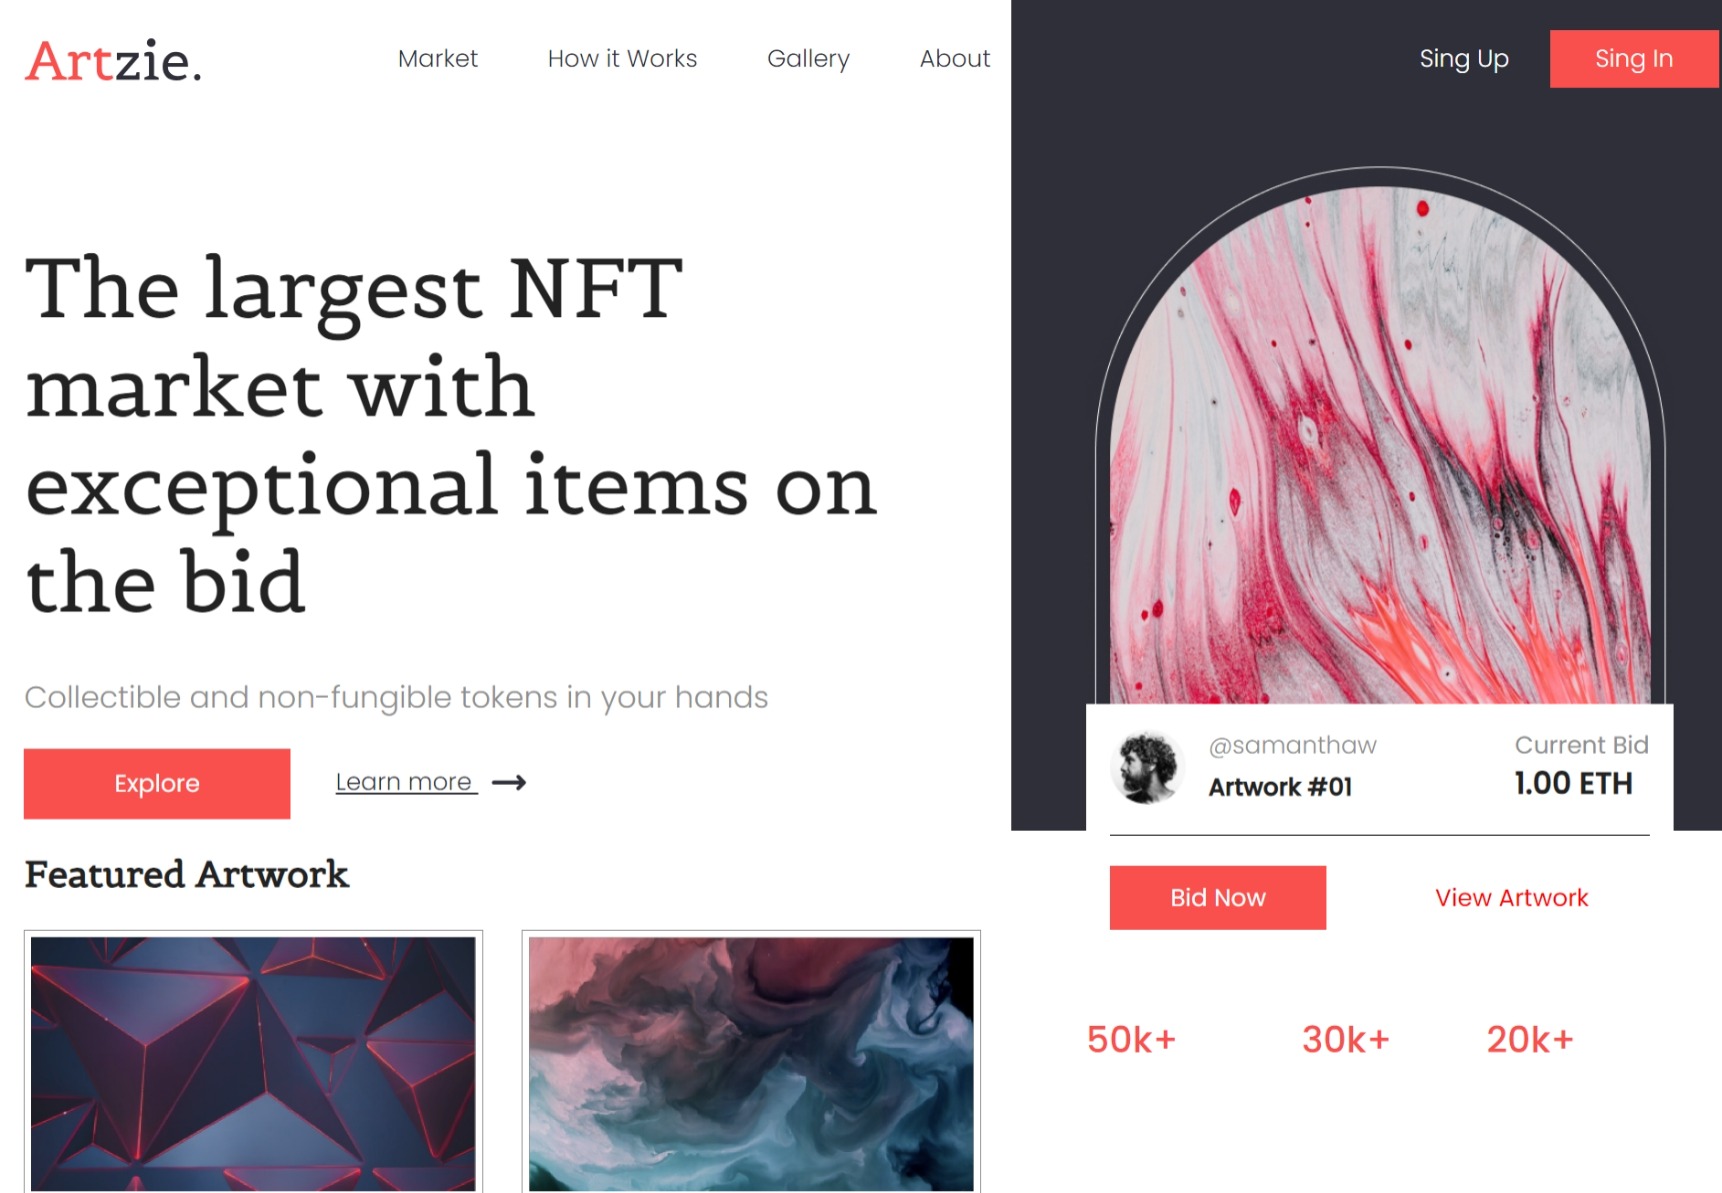 Artzie.
Market
How it Works
Gallery
About
Sing Up
Sing In
The largest NFT
market with
exceptional items on
the bid
Collectible and non-fungible tokens in your hands
Explore
Learn more
Featured Artwork
@samanthaw
Artwork #01
Current Bid
1.00 ETH
Bid Now
View Artwork
50k+
30k+
20k+